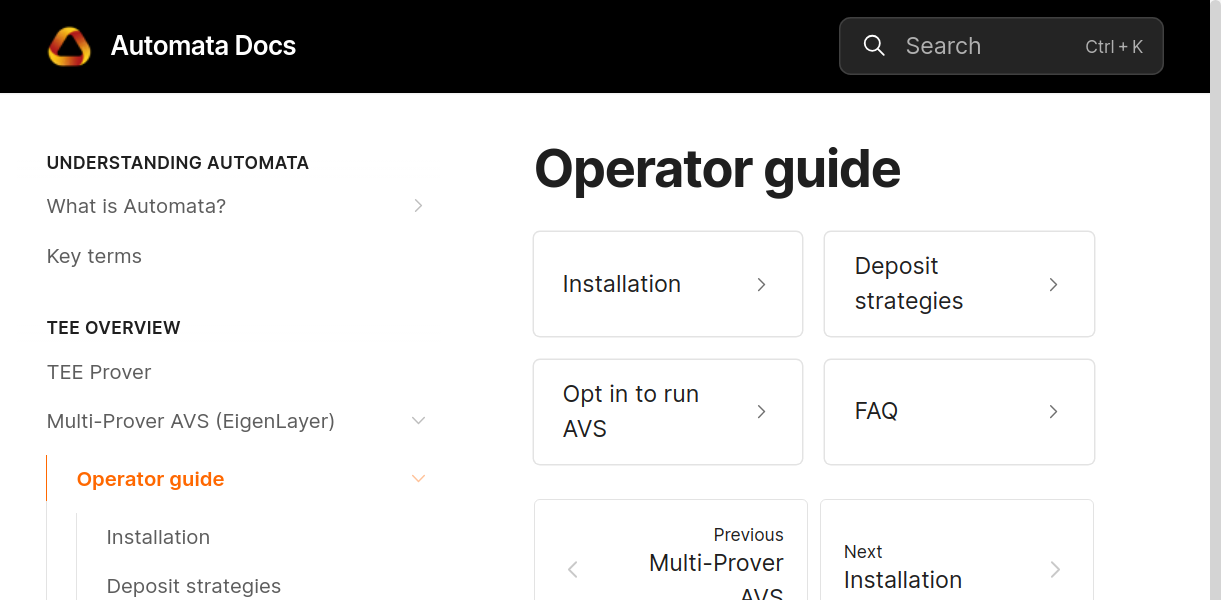 Automata Docs
Search
Ctrl + K
UNDERSTANDING AUTOMATA
What is Automata?
Key terms
TEE OVERVIEW
TEE Prover
Multi-Prover AVS (EigenLayer)
Operator guide
Installation
Deposit strategies
Operator guide
Installation
Deposit
strategies
Opt in to run
AVS
FAQ
Previous
Multi-Prover
AVS
Next
Installation